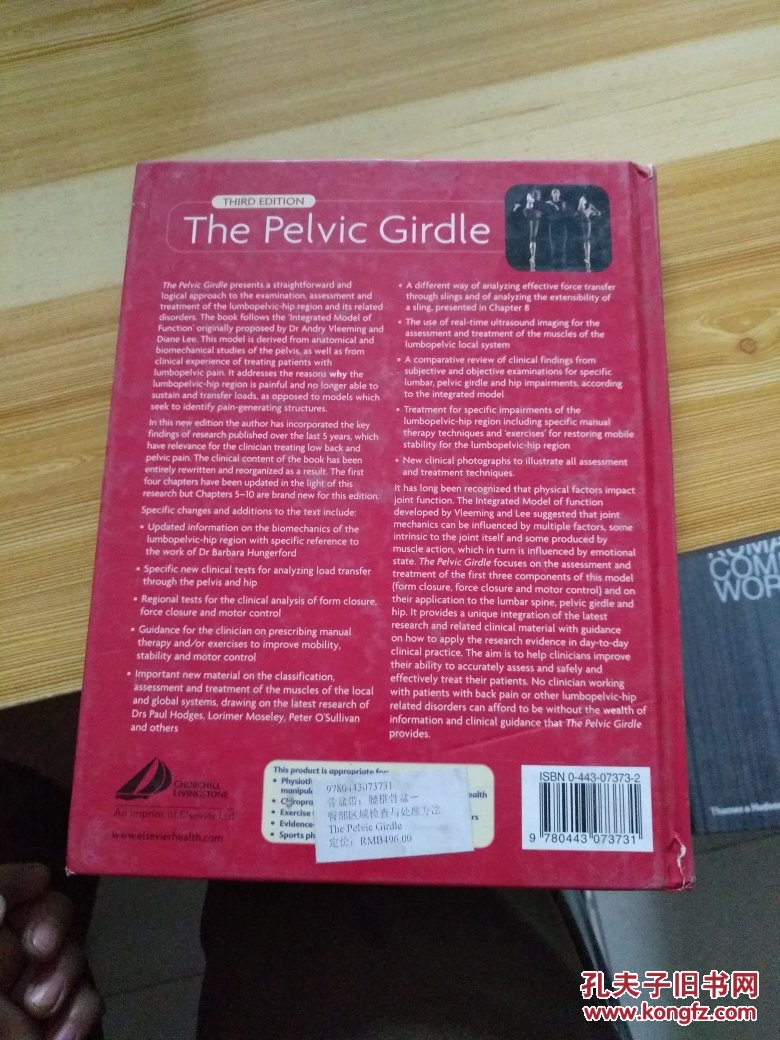 THIRD EDITION
The Pelvic Girdle
The Pelvic Girdle presents a straightforward and
logical approach to the examination, assessment and
treatment of the lumbopelvic-hip region and its related
disorders. The book follows the 'Integrated Model of
Function' originally proposed by Dr Andry Vleeming and
Diane Lee. This model is derived from anatomical and
biomechanical studies of the pelvis, as well as from
clinical experience of treating patients with
lumbopelvic pain. It addresses the reasons why the
lumbopelvic-hip region is painful and no longer able to
sustain and transfer loads, as opposed to models which
seek to identify pain-generating structures.
In this new edition the author has incorporated the key
findings of research published over the last 5 years, which
have relevance for the clinician treating low back and
pelvic pain. The clinical content of the book has been
entirely rewritten and reorganized as a result. The first
four chapters have been updated in the light of this
research but Chapters 5–10 are brand new for this edition.
Specific changes and additions to the text include:
• Updated information on the biomechanics of the
lumbopelvic-hip region with specific reference to
the work of Dr Barbara Hungerford
• Specific new clinical tests for analyzing load transfer
through the pelvis and hip
• Regional tests for the clinical analysis of form closure,
force closure and motor control
• Guidance for the clinician on prescribing manual
therapy and/or exercises to improve mobility,
stability and motor control
• Important new material on the classification,
assessment and treatment of the muscles of the local
and global systems, drawing on the latest research of
Drs Paul Hodges, Lorimer Moseley, Peter O'Sullivan
and others
• A different way of analyzing effective force transfer
through slings and of analyzing the extensibility of
a sling, presented in Chapter 8
• The use of real-time ultrasound imaging for the
assessment and treatment of the muscles of the
lumbopelvic local system
• A comparative review of clinical findings from
subjective and objective examinations for specific
lumbar, pelvic girdle and hip impairments, according
to the integrated model
• Treatment for specific impairments of the
lumbopelvic-hip region including specific manual
therapy techniques and 'exercises' for restoring mobile
stability for the lumbopelvic-hip region
• New clinical photographs to illustrate all assessment
and treatment techniques.
It has long been recognized that physical factors impact
joint function. The Integrated Model of function
developed by Vleeming and Lee suggested that joint
mechanics can be influenced by multiple factors, some
intrinsic to the joint itself and some produced by
muscle action, which in turn is influenced by emotional
state. The Pelvic Girdle focuses on the assessment and
treatment of the first three components of this model
(form closure, force closure and motor control) and on
their application to the lumbar spine, pelvic girdle and
hip. It provides a unique integration of the latest
research and related clinical material with guidance
on how to apply the research evidence in day-to-day
clinical practice. The aim is to help clinicians improve
their ability to accurately assess and safely and
effectively treat their patients. No clinician working
with patients with back pain or other lumbopelvic-hip
related disorders can afford to be without the wealth of
information and clinical guidance that The Pelvic Girdle
provides.
CHURCHILL
LIVINGSTONE
An imprint of Elsevier Ltd
www.elsevierhealth.com
This product is appropriate for
• Physioth
manipula
health
• Chiropra
• Exercise
• Evidence
• Sports ph
9780443073731
骨盆带: 腰椎骨盆—
臀部区域检查与处理方法
The Pelvic Girdle
定价: RMB496.00
ISBN 0-443-07373-2
9 780443 073731
COM
WOR
孔夫子旧书网
www.kongfz.com